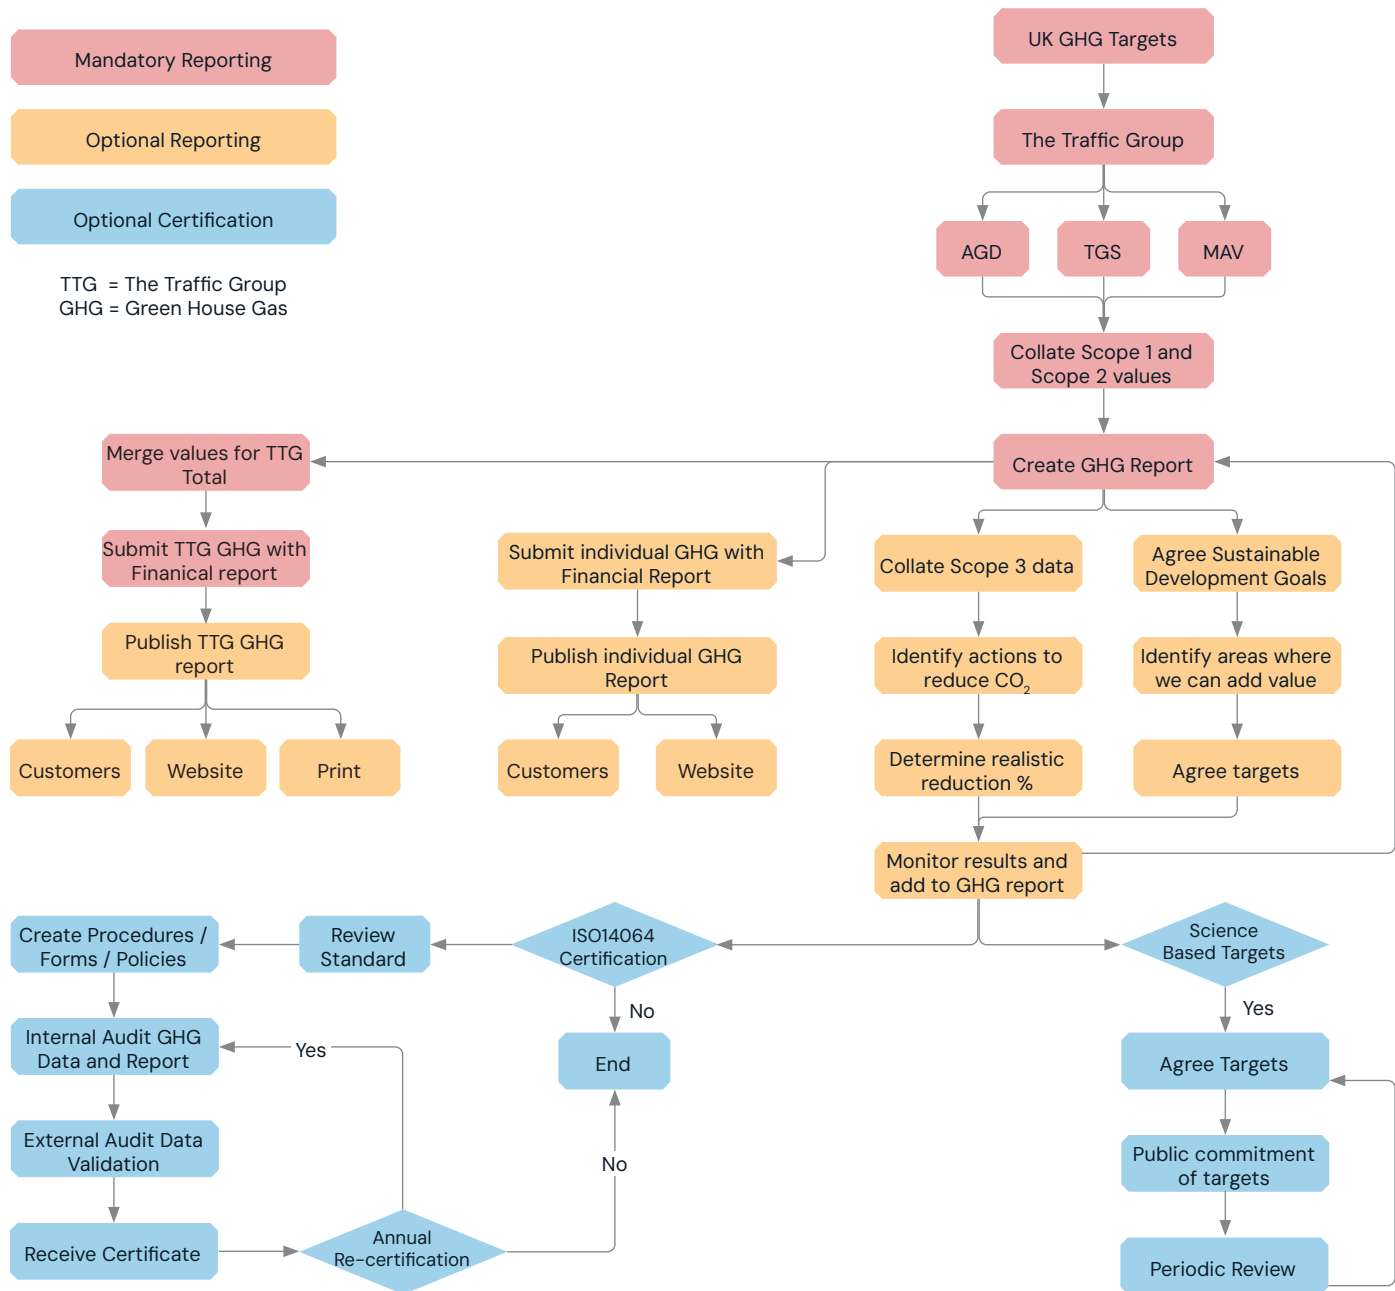 Mandatory Reporting
Optional Reporting
Optional Certification
TTG = The Traffic Group
GHG = Green House Gas
UK GHG Targets
The Traffic Group
AGD
TGS
MAV
Collate Scope 1 and
Scope 2 values
Create GHG Report
Merge values for TTG
Total
Submit TTG GHG with
Finanical report
Publish TTG GHG
report
Customers
Website
Print
Submit individual GHG with
Financial Report
Publish individual GHG
Report
Customers
Website
Collate Scope 3 data
Identify actions to
reduce CO2
Determine realistic
reduction %
Agree Sustainable
Development Goals
Identify areas where
we can add value
Agree targets
Monitor results and
add to GHG report
ISO14064
Certification
No
End
Review
Standard
Create Procedures /
Forms / Policies
Internal Audit GHG
Data and Report
External Audit Data
Validation
Receive Certificate
Annual
Re-certification
Yes
No
Science
Based Targets
Yes
Agree Targets
Public commitment
of targets
Periodic Review